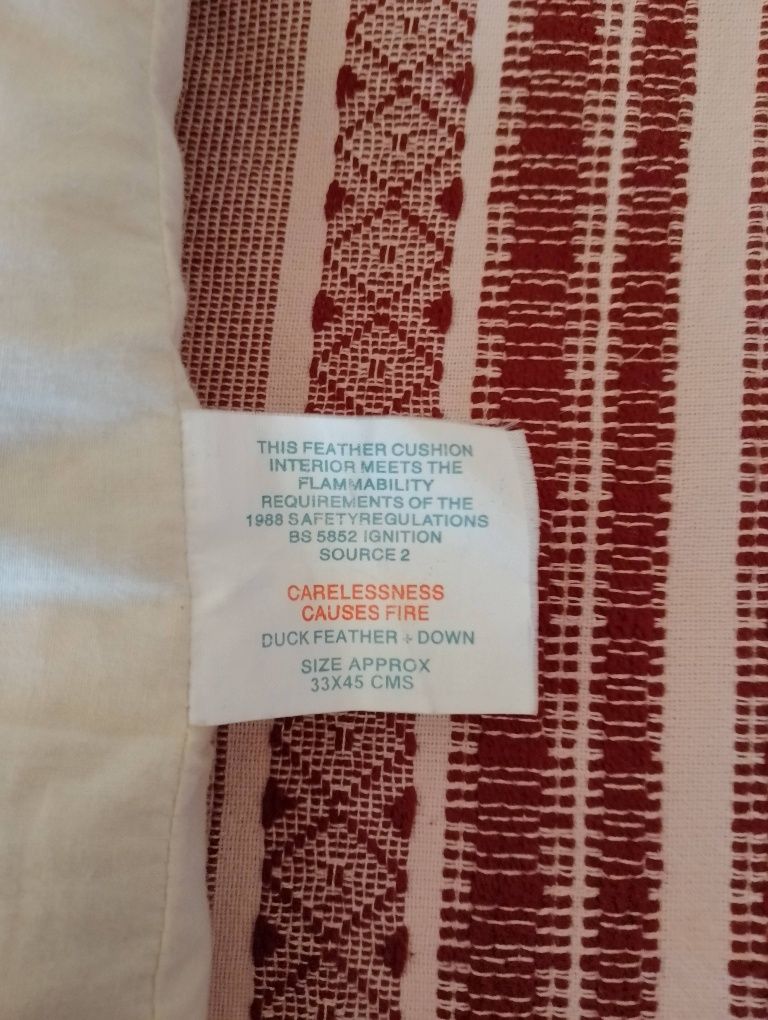 THIS FEATHER CUSHION
INTERIOR MEETS THE
FLAMMABILITY
REQUIREMENTS OF THE
1988 SAFETYREGULATIONS
BS 5852 IGNITION
SOURCE 2
CARELESSNESS
CAUSES FIRE
DUCK FEATHER + DOWN
SIZE APPROX
33X45 CMS